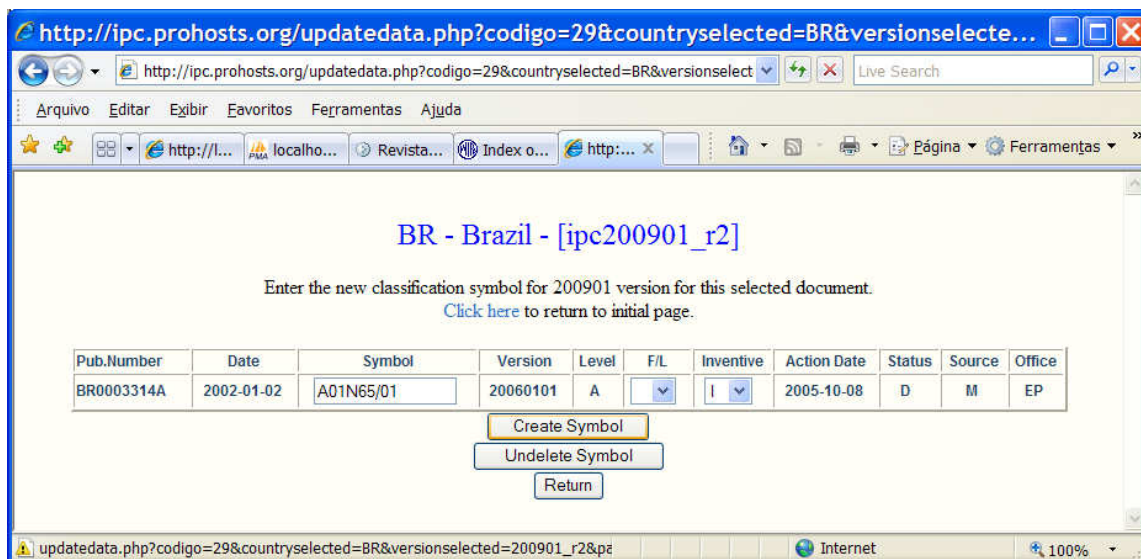 http://ipc.prohosts.org/updatedata.php?codigo=29&countryselected=BR&versionselecte...
http://ipc.prohosts.org/updatedata.php?codigo=29&countryselected=BR&versionselect Live Search
Arquivo Editar Exibir Favoritos Ferramentas Ajuda
http://l... localho... Revista... Index o... http:... Página Ferramentas »
BR - Brazil - [ipc200901_r2]
Enter the new classification symbol for 200901 version for this selected document.
Click here to return to initial page.
Pub.Number Date Symbol Version Level F/L Inventive Action Date Status Source Office
BR0003314A 2002-01-02 A01N65/01 20060101 A I 2005-10-08 D M EP
Create Symbol
Undelete Symbol
Return
updatedata.php?codigo=29&countryselected=BR&versionselected=200901_r2&pa Internet 100%